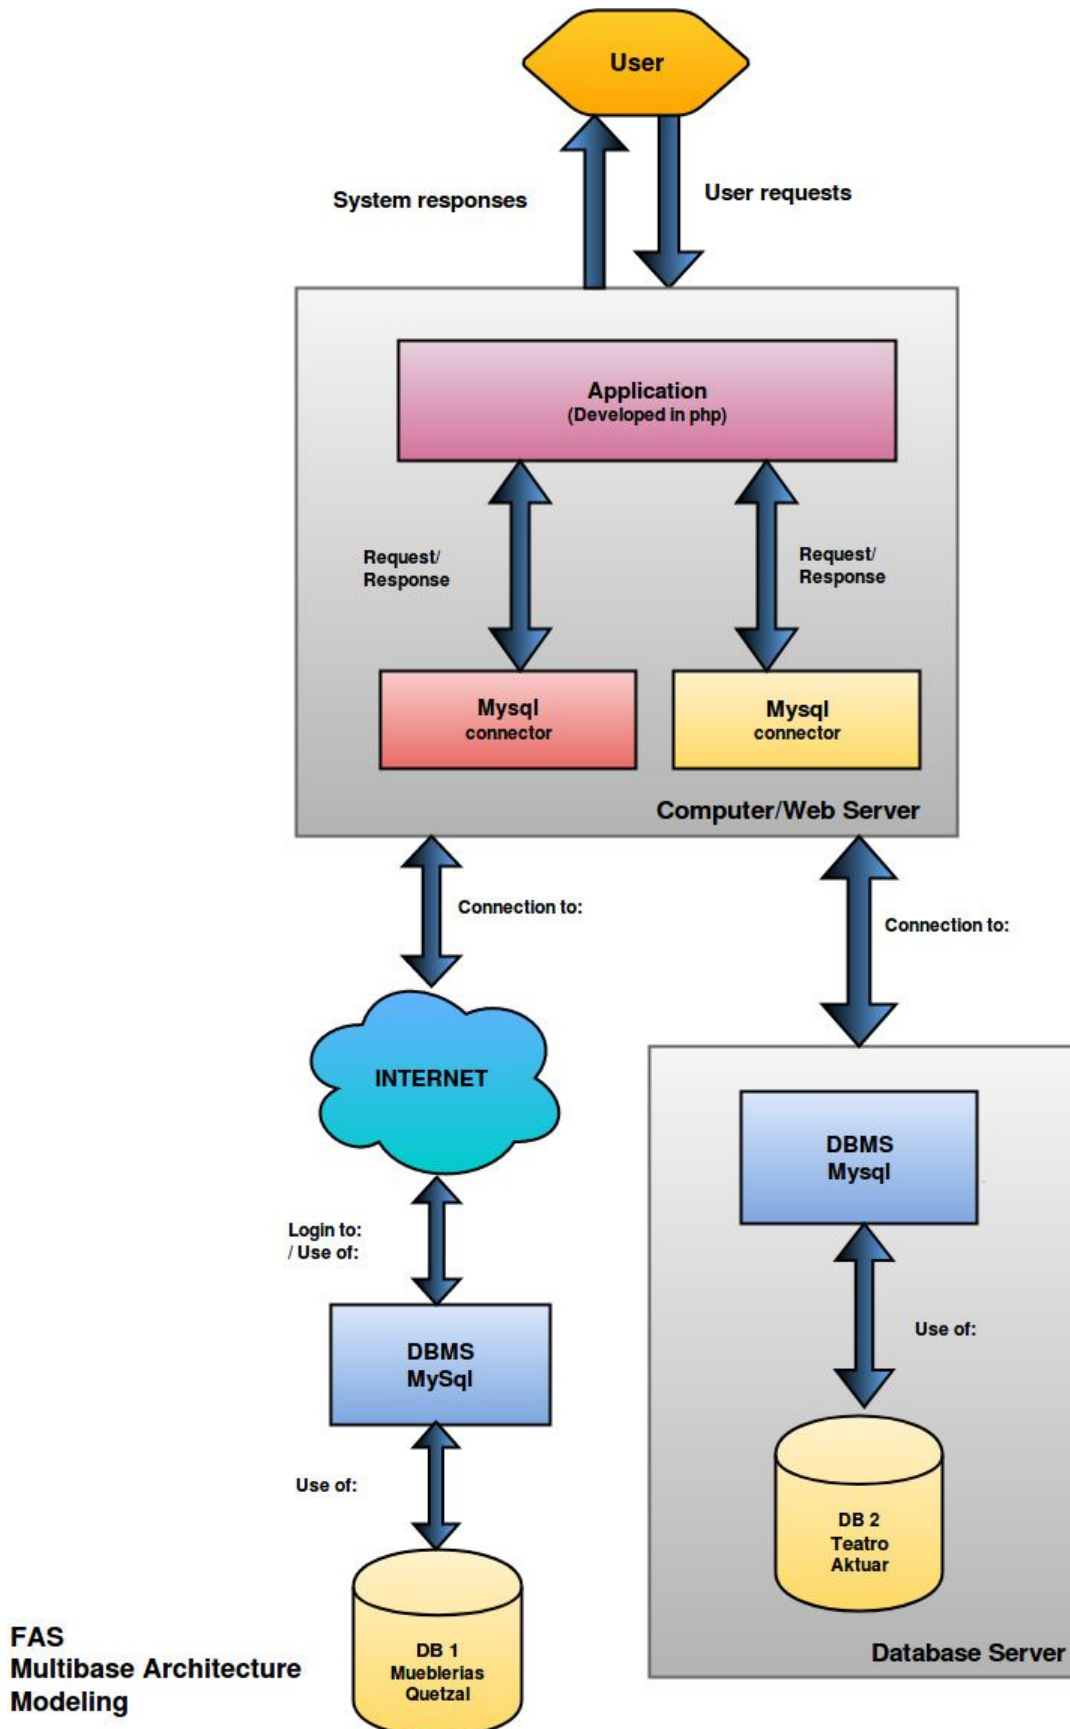 User
System responses
User requests
Application
(Developed in php)
Request/
Response
Request/
Response
Mysql
connector
Mysql
connector
Computer/Web Server
Connection to:
Connection to:
INTERNET
DBMS
Mysql
Login to:
/ Use of:
Use of:
DBMS
MySql
Use of:
DB 2
Teatro
Aktuar
DB 1
Mueblerias
Quetzal
Database Server
FAS
Multibase Architecture
Modeling